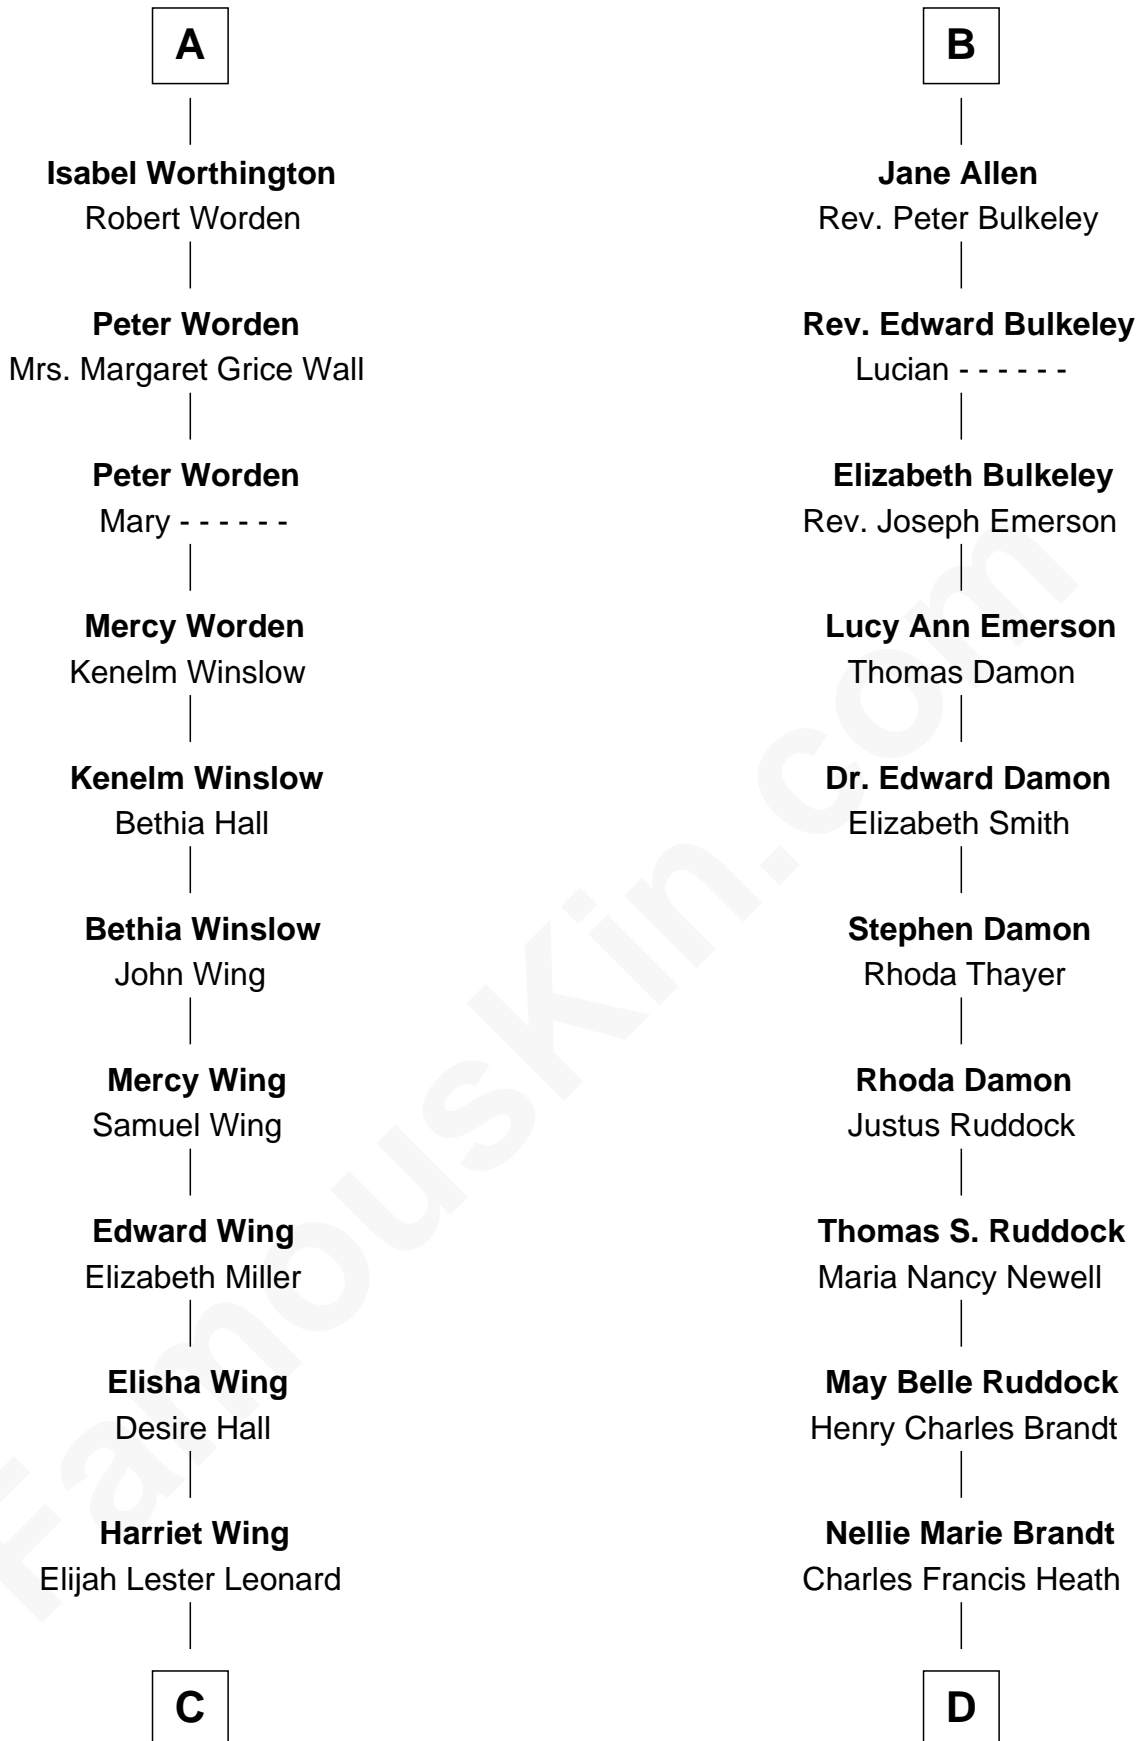 A
Isabel Worthington
Robert Worden
Peter Worden
Mrs. Margaret Grice Wall
Peter Worden
Mary - - - - - -
Mercy Worden
Kenelm Winslow
Kenelm Winslow
Bethia Hall
Bethia Winslow
John Wing
Mercy Wing
Samuel Wing
Edward Wing
Elizabeth Miller
Elisha Wing
Desire Hall
Harriet Wing
Elijah Lester Leonard
C
B
Jane Allen
Rev. Peter Bulkeley
Rev. Edward Bulkeley
Lucian - - - - - -
Elizabeth Bulkeley
Rev. Joseph Emerson
Lucy Ann Emerson
Thomas Damon
Dr. Edward Damon
Elizabeth Smith
Stephen Damon
Rhoda Thayer
Rhoda Damon
Justus Ruddock
Thomas S. Ruddock
Maria Nancy Newell
May Belle Ruddock
Henry Charles Brandt
Nellie Marie Brandt
Charles Francis Heath
D
FamousKin.com